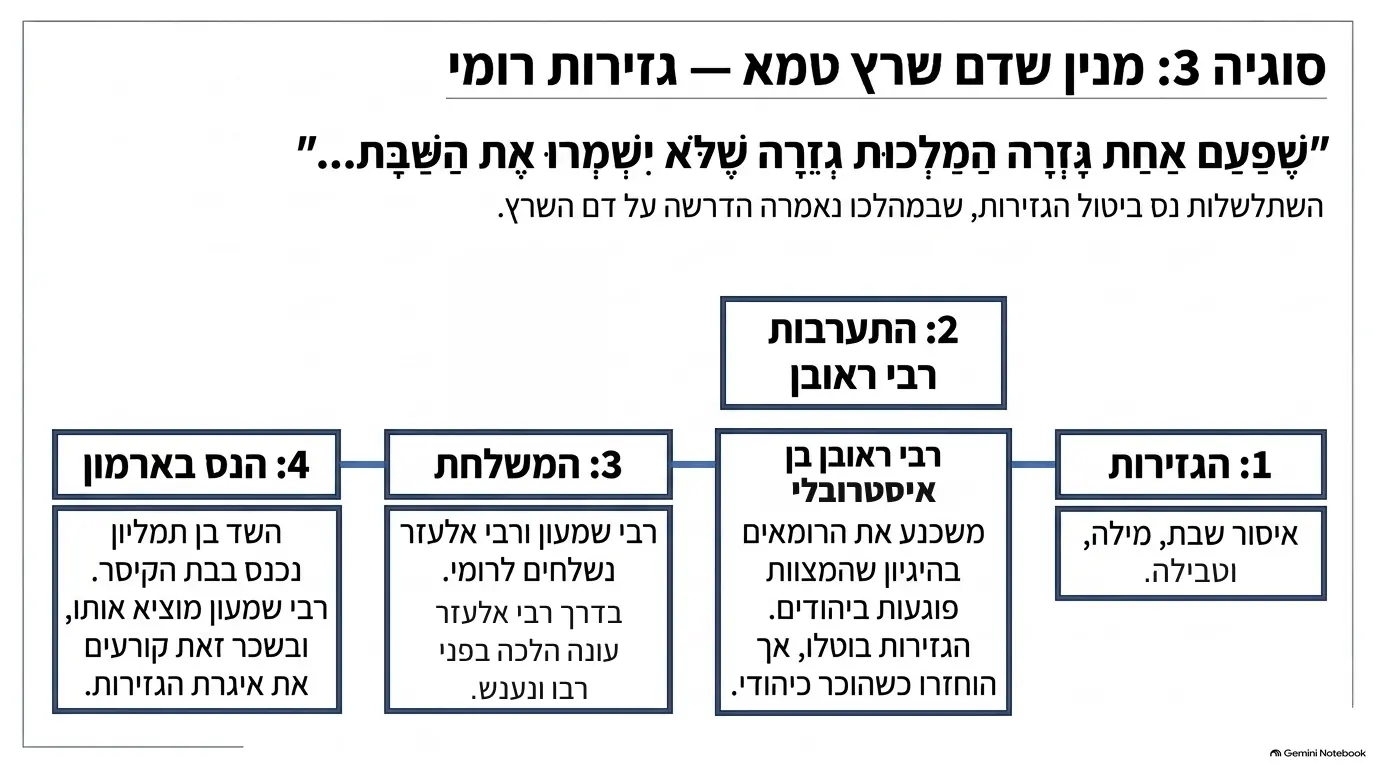 סוגיה 3: מנין שדם שרץ טמא — גזירות רומי
"שֶׁפַּעַם אַחַת גָּזְרָה הַמַּלְכוּת גְּזֵרָה שֶׁלֹּא יִשְׁמְרוּ אֶת הַשַּׁבָּת..."
השתלשלות נס ביטול הגזירות, שבמהלכו נאמרה הדרשה על דם השרץ.
1: הגזירות
איסור שבת, מילה,
וטבילה.
2: התערבות
רבי ראובן
רבי ראובן בן
איסטרובלי
משכנע את הרומאים
בהיגיון שהמצוות
פוגעות ביהודים.
הגזירות בוטלו, אך
הוחזרו כשהוכר כיהודי.
3: המשלחת
רבי שמעון ורבי אלעזר
נשלחים לרומי.
בדרך רבי אלעזר
עונה הלכה בפני
רבו ונענש.
4: הנס בארמון
השד בן תמליון
נכנס בבת הקיסר.
רבי שמעון מוציא אותו,
ובשכר זאת קורעים
את איגרת הגזירות.
Gemini Notebook